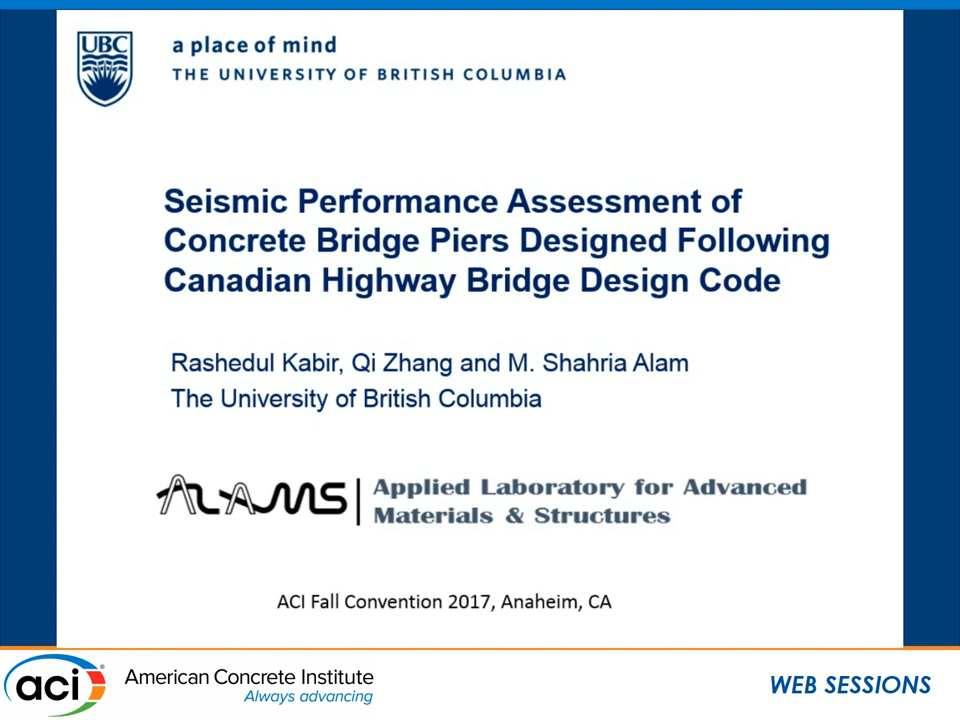 UBC
a place of mind
THE UNIVERSITY OF BRITISH COLUMBIA
Seismic Performance Assessment of
Concrete Bridge Piers Designed Following
Canadian Highway Bridge Design Code
Rashedul Kabir, Qi Zhang and M. Shahria Alam
The University of British Columbia
ALAMS
Applied Laboratory for Advanced
Materials & Structures
ACI Fall Convention 2017, Anaheim, CA
aci®
American Concrete Institute
Always advancing
WEB SESSIONS